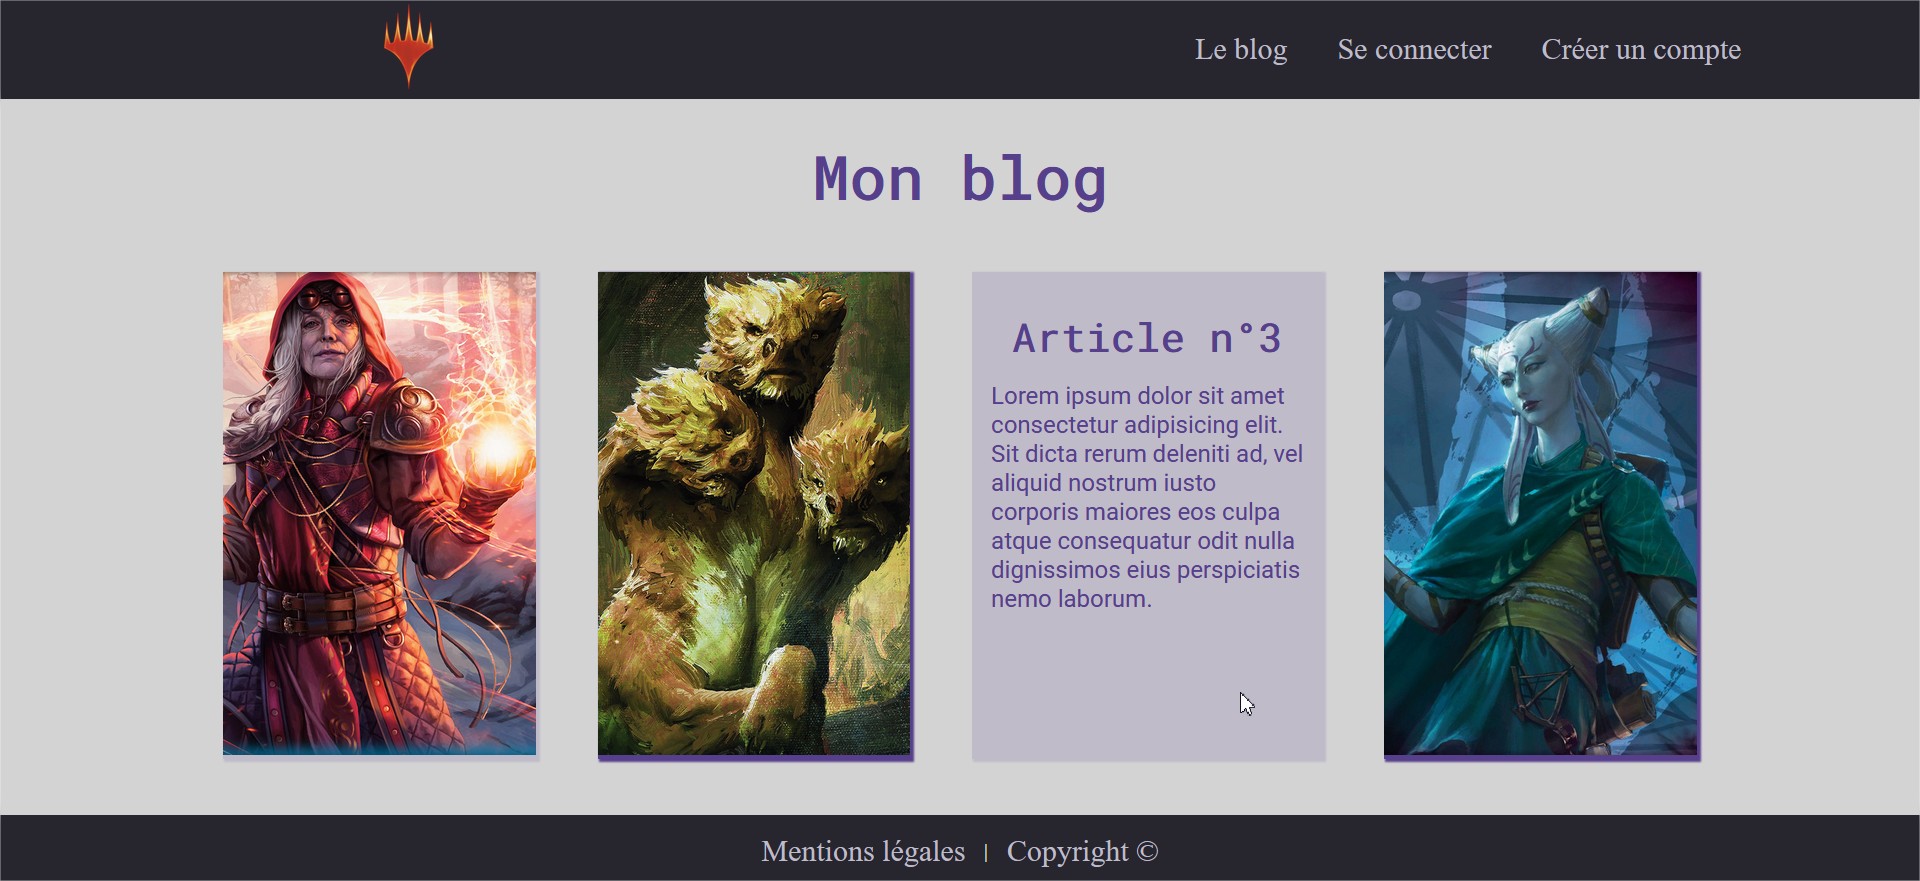 Le blog
Se connecter
Créer un compte
Mon blog
Article n°3
Lorem ipsum dolor sit amet
consectetur adipisicing elit.
Sit dicta rerum deleniti ad, vel
aliquid nostrum iusto
corporis maiores eos culpa
atque consequatur odit nulla
dignissimos eius perspiciatis
nemo laborum.
Mentions légales | Copyright ©